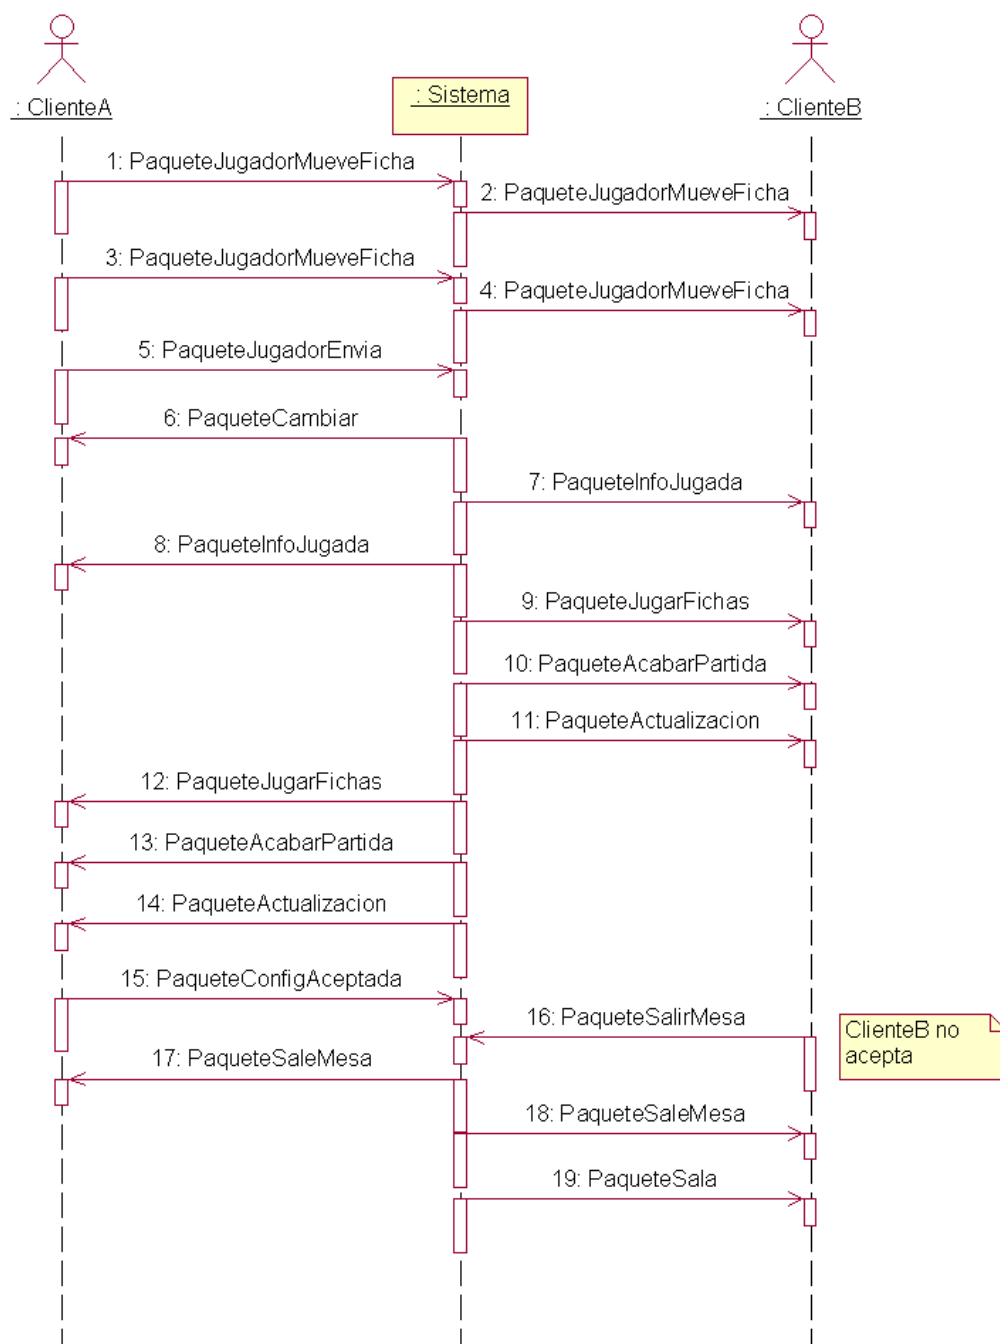 : ClienteA
: Sistema
: ClienteB
1: PaqueteJugadorMueveFicha
2: PaqueteJugadorMueveFicha
3: PaqueteJugadorMueveFicha
4: PaqueteJugadorMueveFicha
5: PaqueteJugadorEnvia
6: PaqueteCambiar
7: PaqueteInfoJugada
8: PaqueteInfoJugada
9: PaqueteJugarFichas
10: PaqueteAcabarPartida
11: PaqueteActualizacion
12: PaqueteJugarFichas
13: PaqueteAcabarPartida
14: PaqueteActualizacion
15: PaqueteConfigAceptada
16: PaqueteSalirMesa
ClienteB no
acepta
17: PaqueteSaleMesa
18: PaqueteSaleMesa
19: PaqueteSala